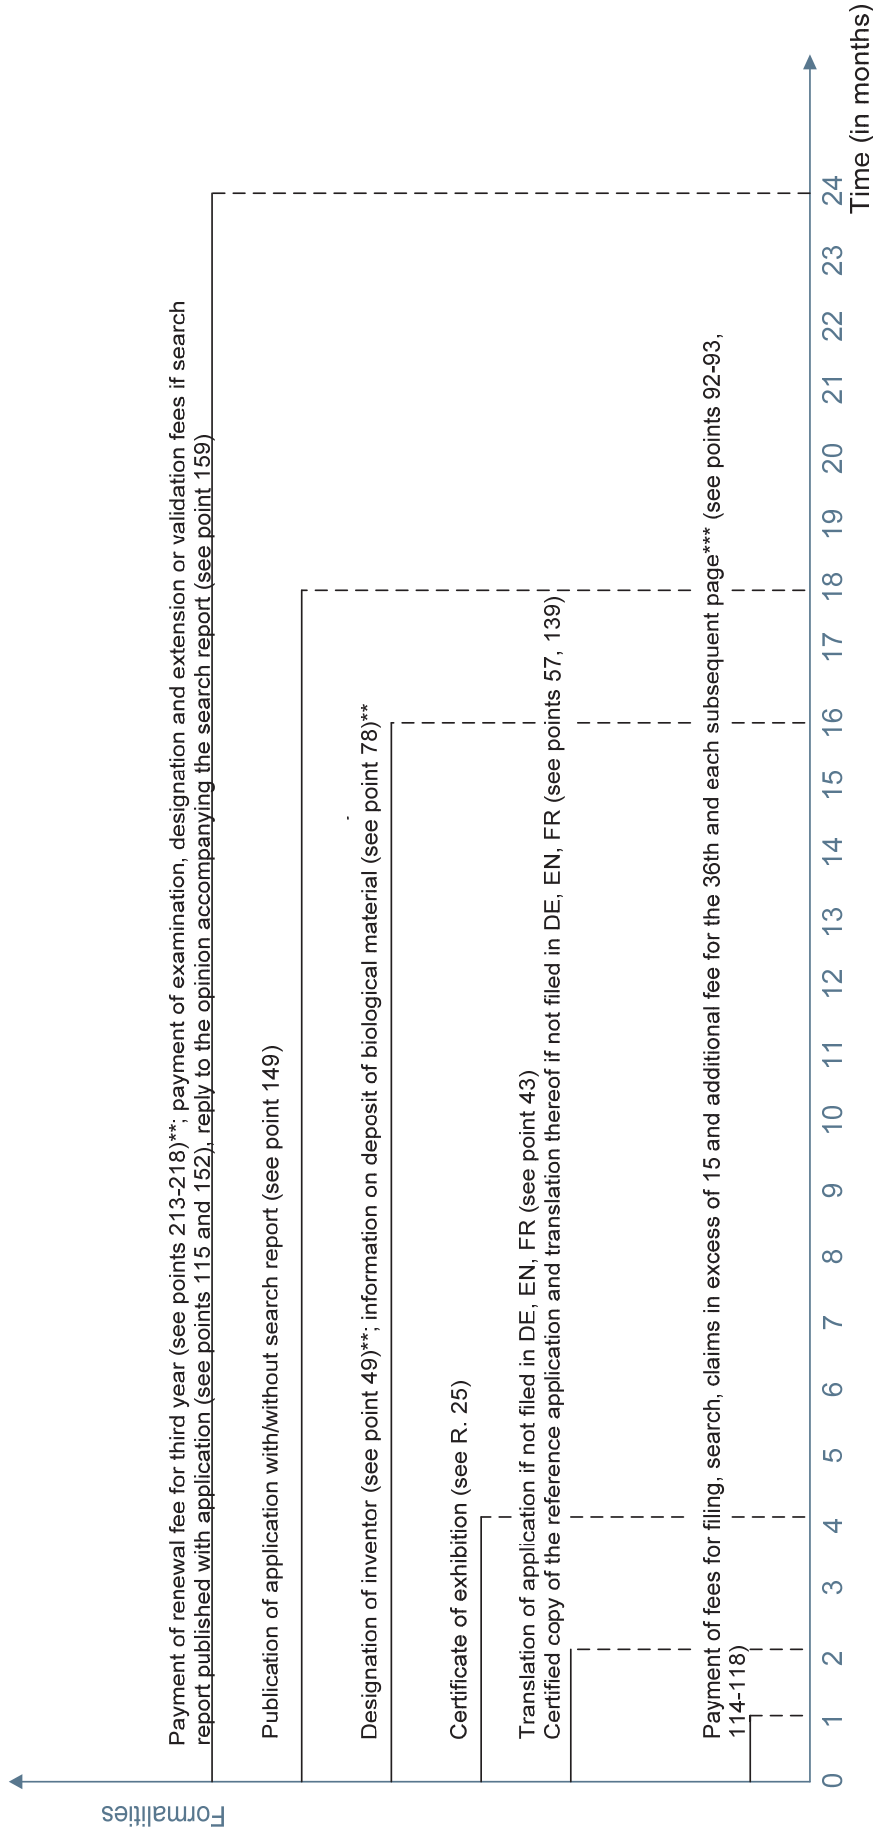 Formalities
Payment of renewal fee for third year (see points 213-218)**; payment of examination, designation and extension or validation fees if search
report published with application (see points 115 and 152), reply to the opinion accompanying the search report (see point 159)
Publication of application with/without search report (see point 149)
Designation of inventor (see point 49)**; information on deposit of biological material (see point 78)**
Certificate of exhibition (see R. 25)
Translation of application if not filed in DE, EN, FR (see point 43)
Certified copy of the reference application and translation thereof if not filed in DE, EN, FR (see points 57, 139)
Payment of fees for filing, search, claims in excess of 15 and additional fee for the 36th and each subsequent page*** (see points 92-93,
114-118)
0 1 2 3 4 5 6 7 8 9 10 11 12 13 14 15 16 17 18 19 20 21 22 23 24
Time (in months)